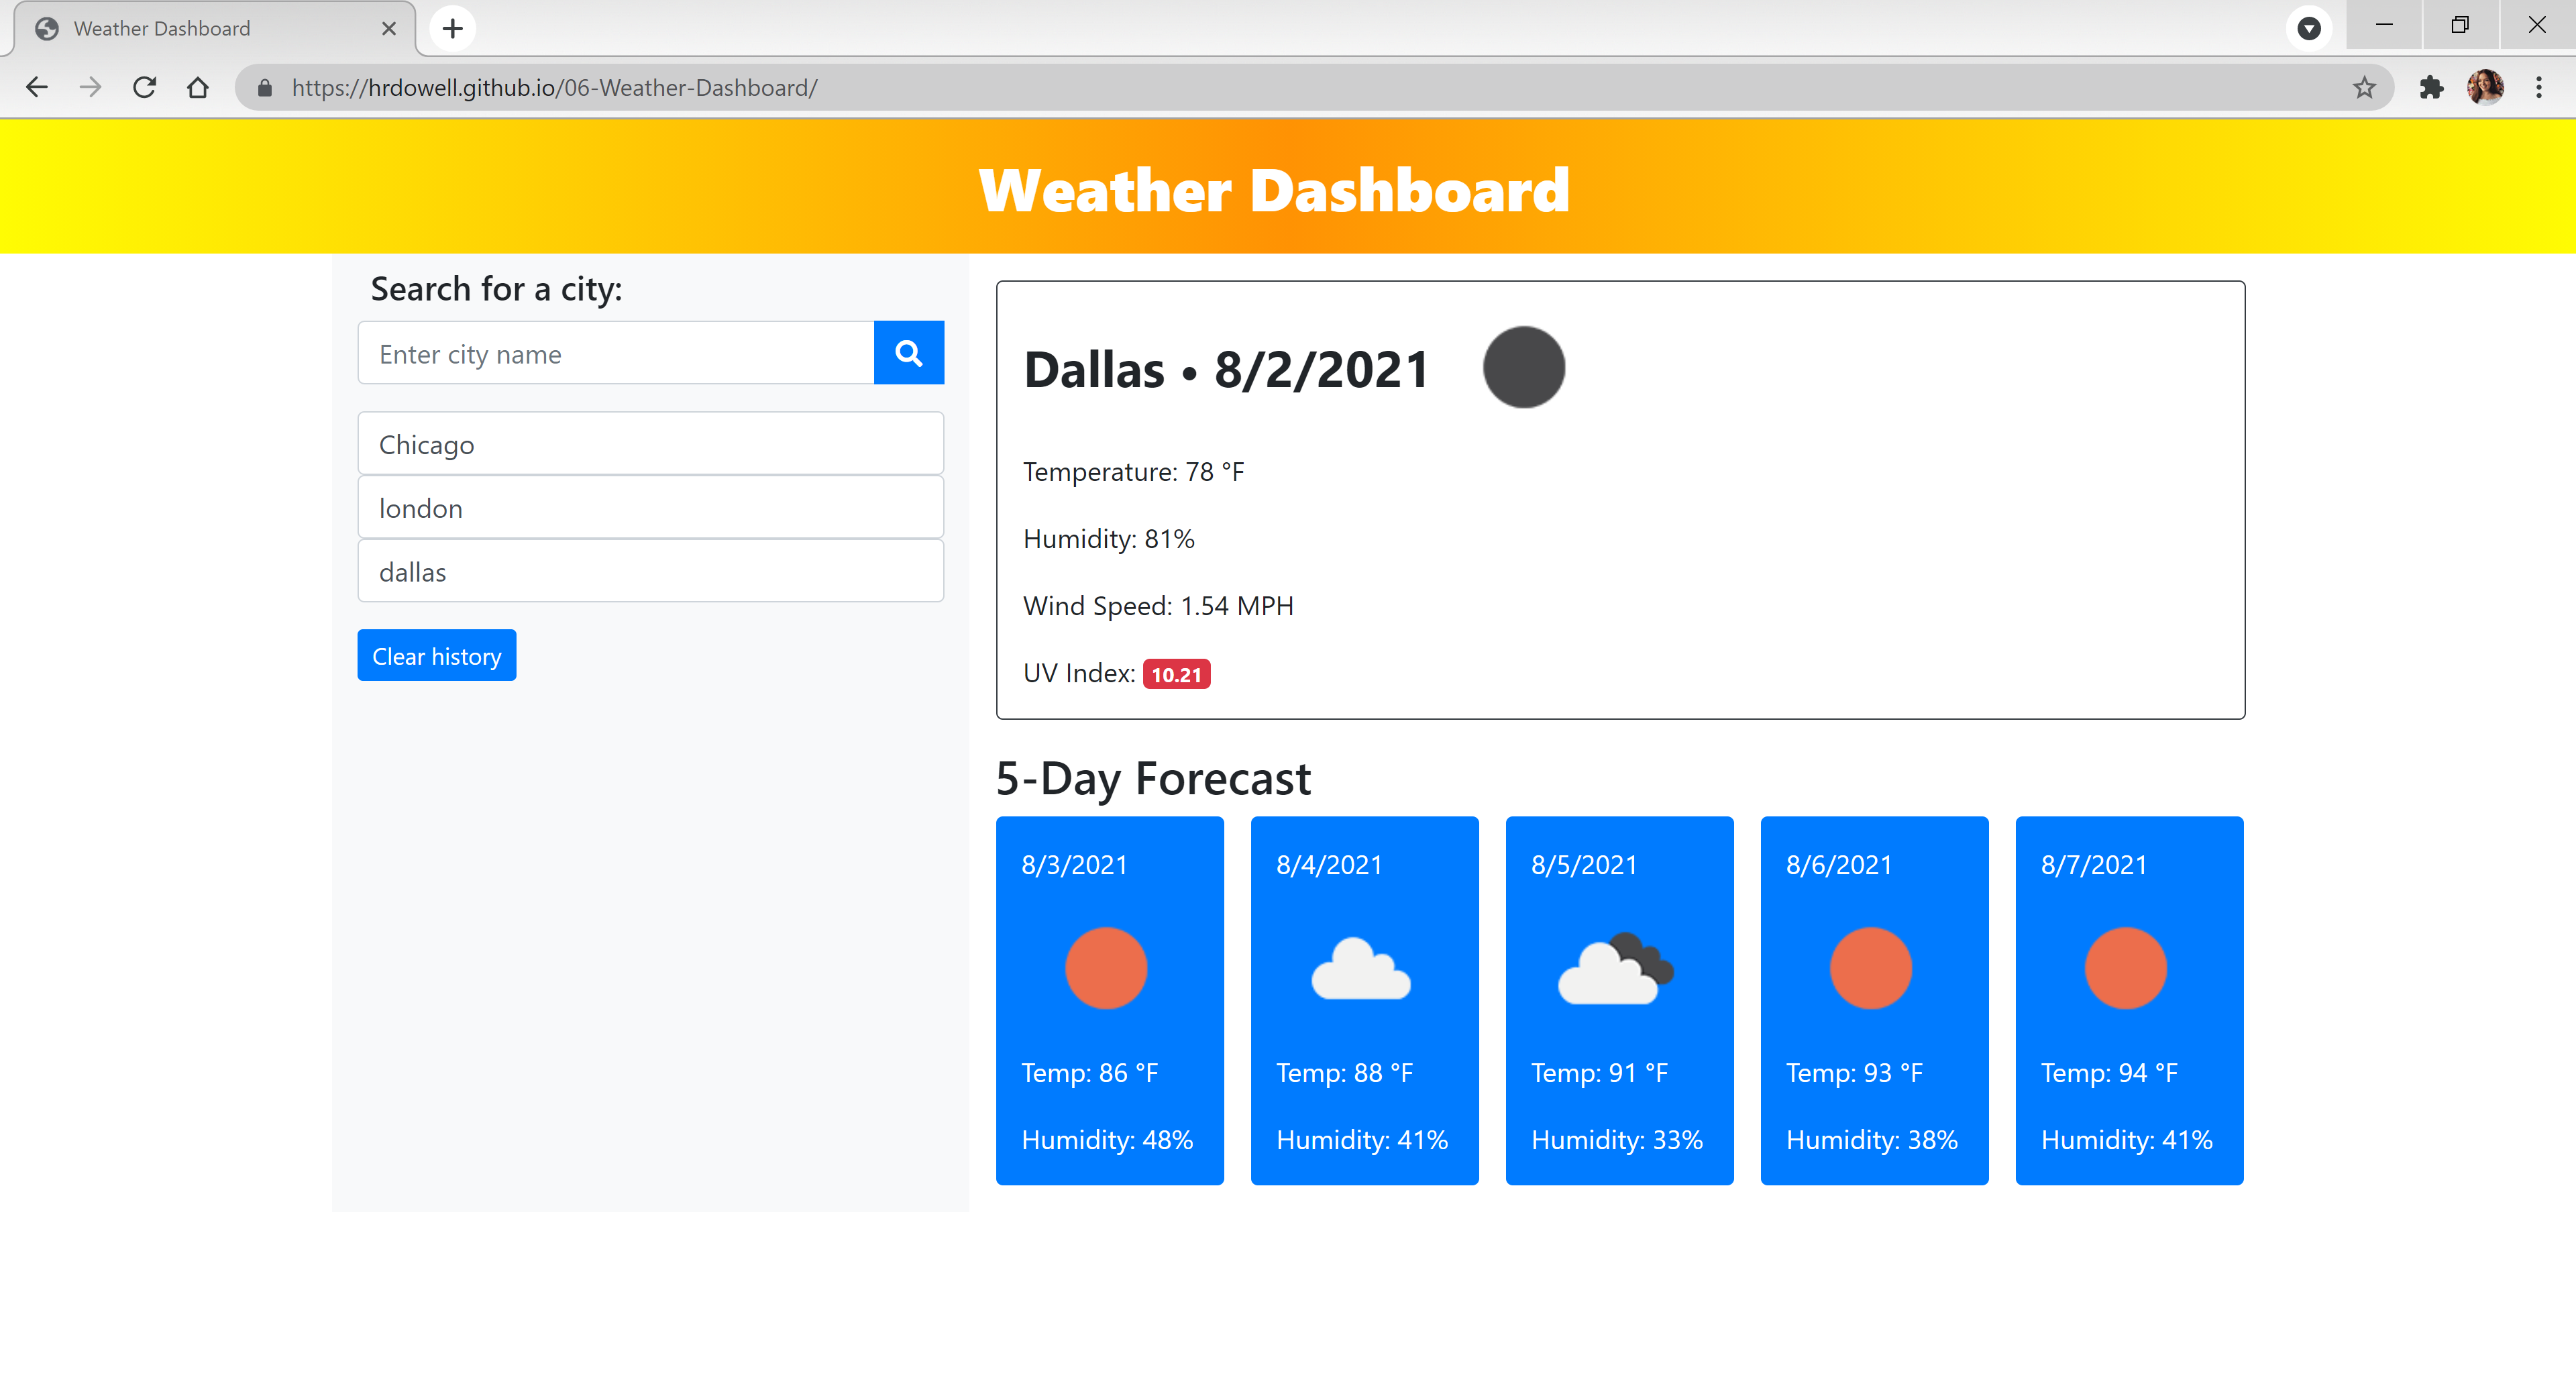 Weather Dashboard
https://hrdowell.github.io/06-Weather-Dashboard/
Weather Dashboard
Search for a city:
Enter city name
Chicago
london
dallas
Clear history
Dallas • 8/2/2021
Temperature: 78 °F
Humidity: 81%
Wind Speed: 1.54 MPH
UV Index: 10.21
5-Day Forecast
8/3/2021
Temp: 86 °F
Humidity: 48%
8/4/2021
Temp: 88 °F
Humidity: 41%
8/5/2021
Temp: 91 °F
Humidity: 33%
8/6/2021
Temp: 93 °F
Humidity: 38%
8/7/2021
Temp: 94 °F
Humidity: 41%